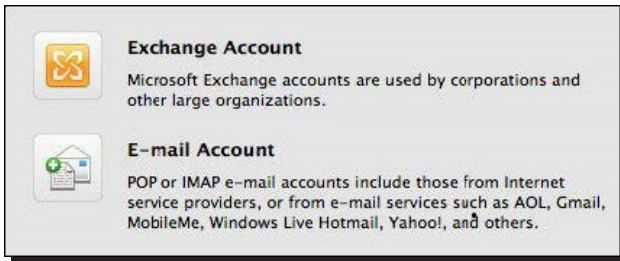 Exchange Account
Microsoft Exchange accounts are used by corporations and
other large organizations.
E-mail Account
POP or IMAP e-mail accounts include those from Internet
service providers, or from e-mail services such as AOL, Gmail,
MobileMe, Windows Live Hotmail, Yahoo!, and others.